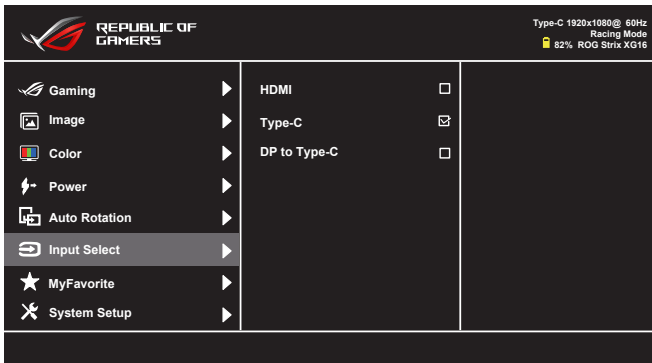 REPUBLIC OF
GAMERS
Type-C 1920x1080@ 60Hz
Racing Mode
82% ROG Strix XG16
Gaming
Image
Color
Power
Auto Rotation
Input Select
MyFavorite
System Setup
HDMI
Type-C
DP to Type-C